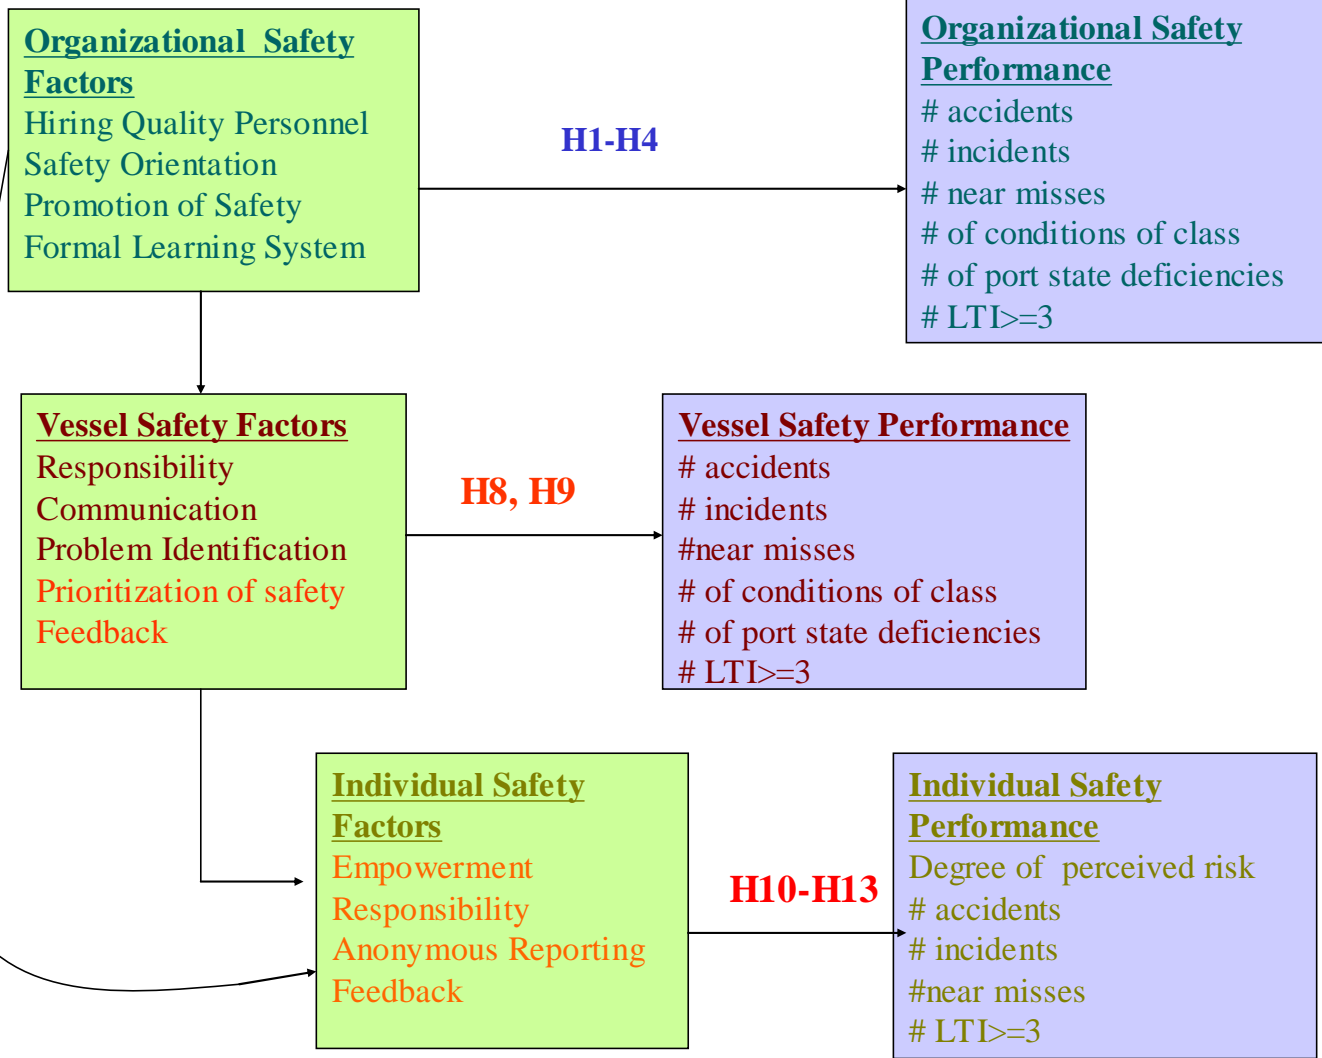 Organizational Safety
Factors
Hiring Quality Personnel
Safety Orientation
Promotion of Safety
Formal Learning System
H1-H4
Organizational Safety
Performance
# accidents
# incidents
# near misses
# of conditions of class
# of port state deficiencies
# LTI>=3
Vessel Safety Factors
Responsibility
Communication
Problem Identification
Prioritization of safety
Feedback
H8, H9
Vessel Safety Performance
# accidents
# incidents
#near misses
# of conditions of class
# of port state deficiencies
# LTI>=3
Individual Safety
Factors
Empowerment
Responsibility
Anonymous Reporting
Feedback
H10-H13
Individual Safety
Performance
Degree of perceived risk
# accidents
# incidents
#near misses
# LTI>=3